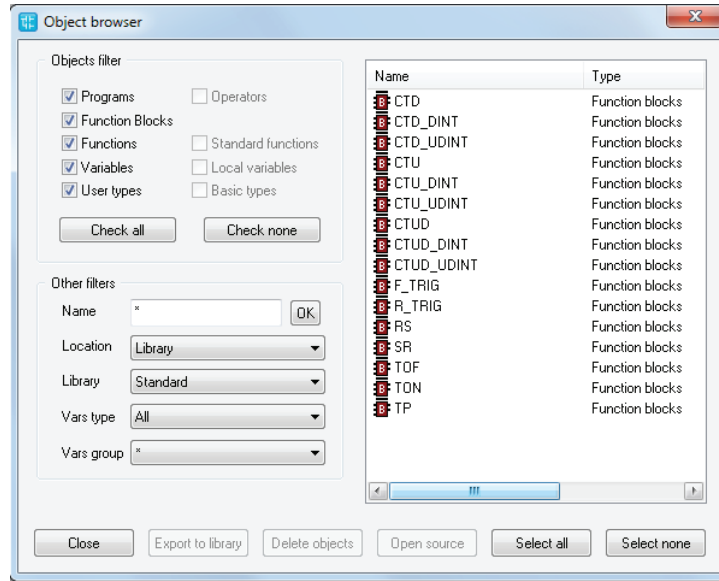 Object browser
Objects filter
Programs
Operators
Function Blocks
Functions
Standard functions
Variables
Local variables
User types
Basic types
Check all
Check none
Other filters
Name
*
OK
Location
Library
Library
Standard
Vars type
All
Vars group
*
Name Type
CTD Function blocks
CTD_DINT Function blocks
CTD_UDINT Function blocks
CTU Function blocks
CTU_DINT Function blocks
CTU_UDINT Function blocks
CTUD Function blocks
CTUD_DINT Function blocks
CTUD_UDINT Function blocks
F_TRIG Function blocks
R_TRIG Function blocks
RS Function blocks
SR Function blocks
TOF Function blocks
TON Function blocks
TP Function blocks
Close
Export to library
Delete objects
Open source
Select all
Select none